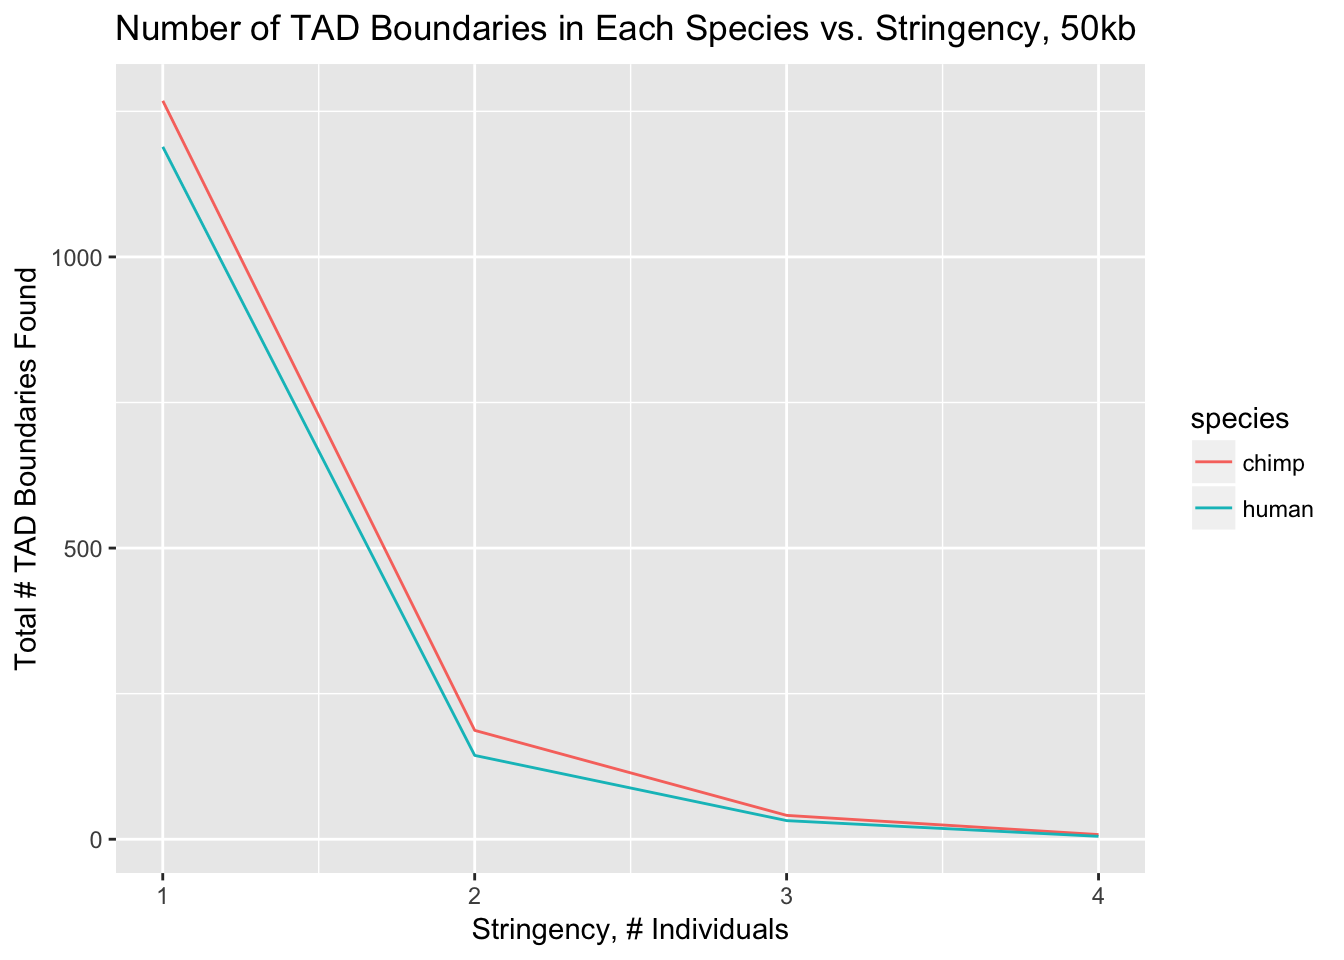 Number of TAD Boundaries in Each Species vs. Stringency, 50kb
Total # TAD Boundaries Found
1000
500
0
1 2 3 4
Stringency, # Individuals
species
chimp
human